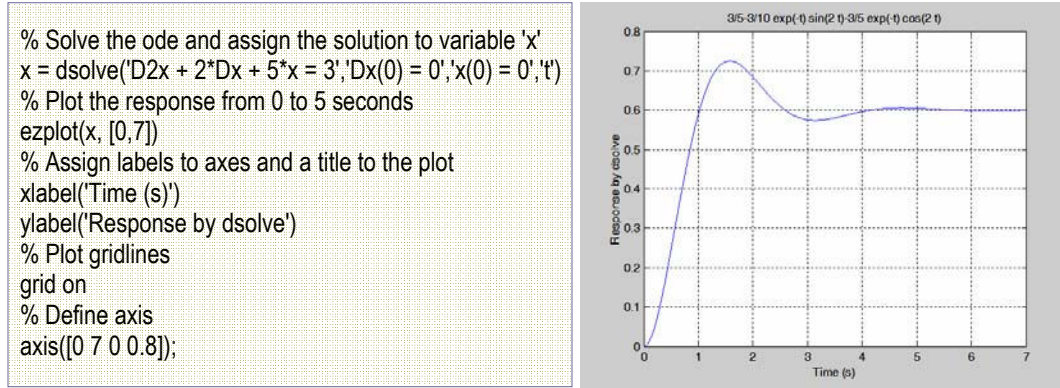 % Solve the ode and assign the solution to variable 'x'
x = dsolve('D2x + 2*Dx + 5*x = 3','Dx(0) = 0','x(0) = 0','t')
% Plot the response from 0 to 5 seconds
ezplot(x, [0,7])
% Assign labels to axes and a title to the plot
xlabel('Time (s)')
ylabel('Response by dsolve')
% Plot gridlines
grid on
% Define axis
axis([0 7 0 0.8]);
3/5-3/10 exp(-t) sin(2 t)-3/5 exp(-t) cos(2 t)
0.8
0.7
0.6
0.5
0.4
0.3
0.2
0.1
0
Response by dsolve
0 1 2 3 4 5 6 7
Time (s)